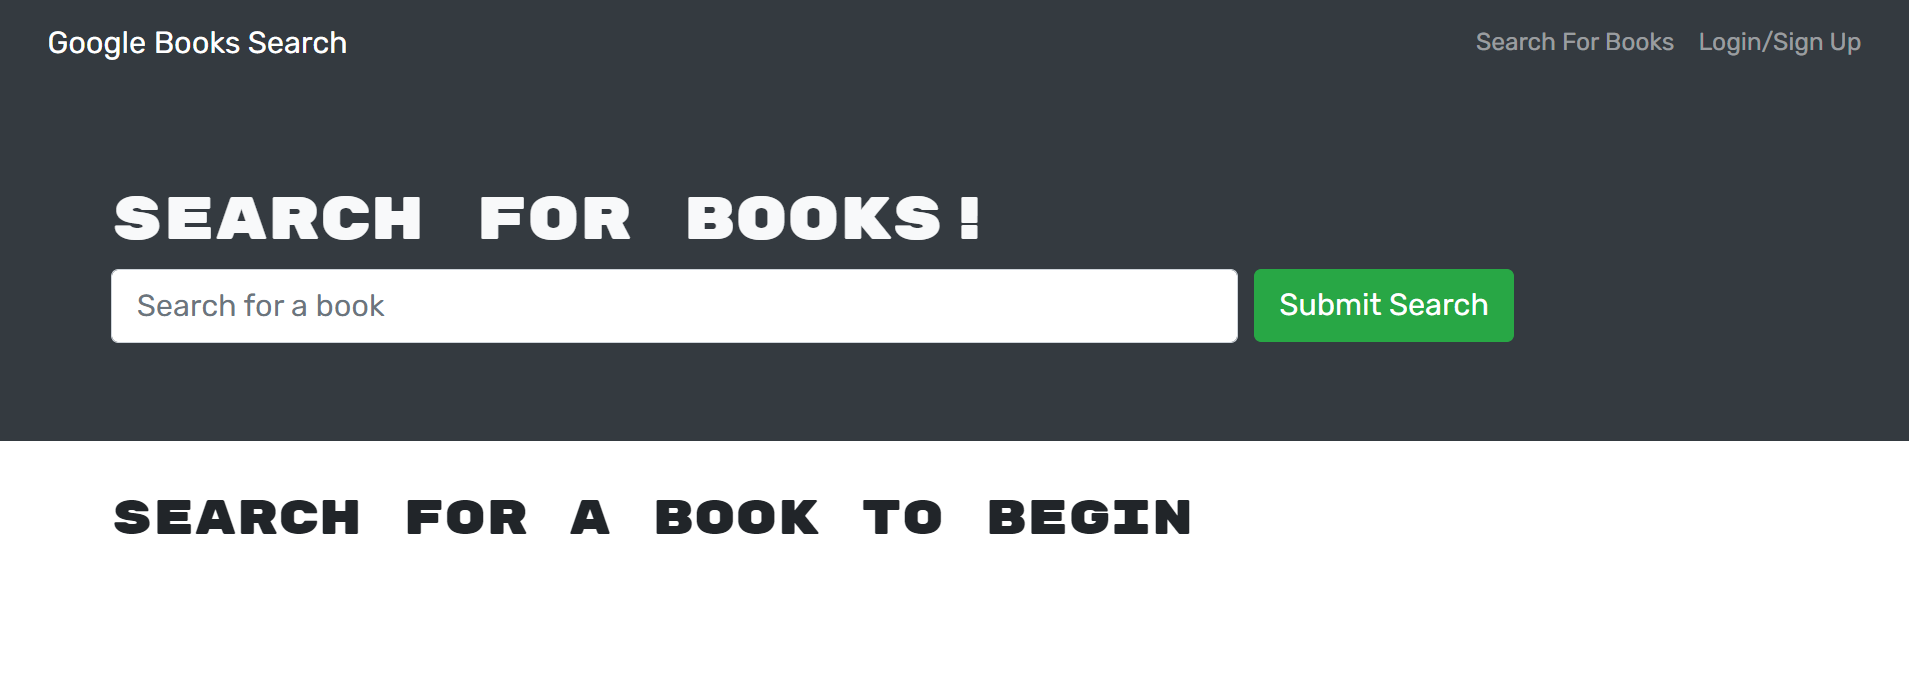 Google Books Search
Search For Books
Login/Sign Up
SEARCH FOR BOOKS!
Search for a book
Submit Search
SEARCH FOR A BOOK TO BEGIN